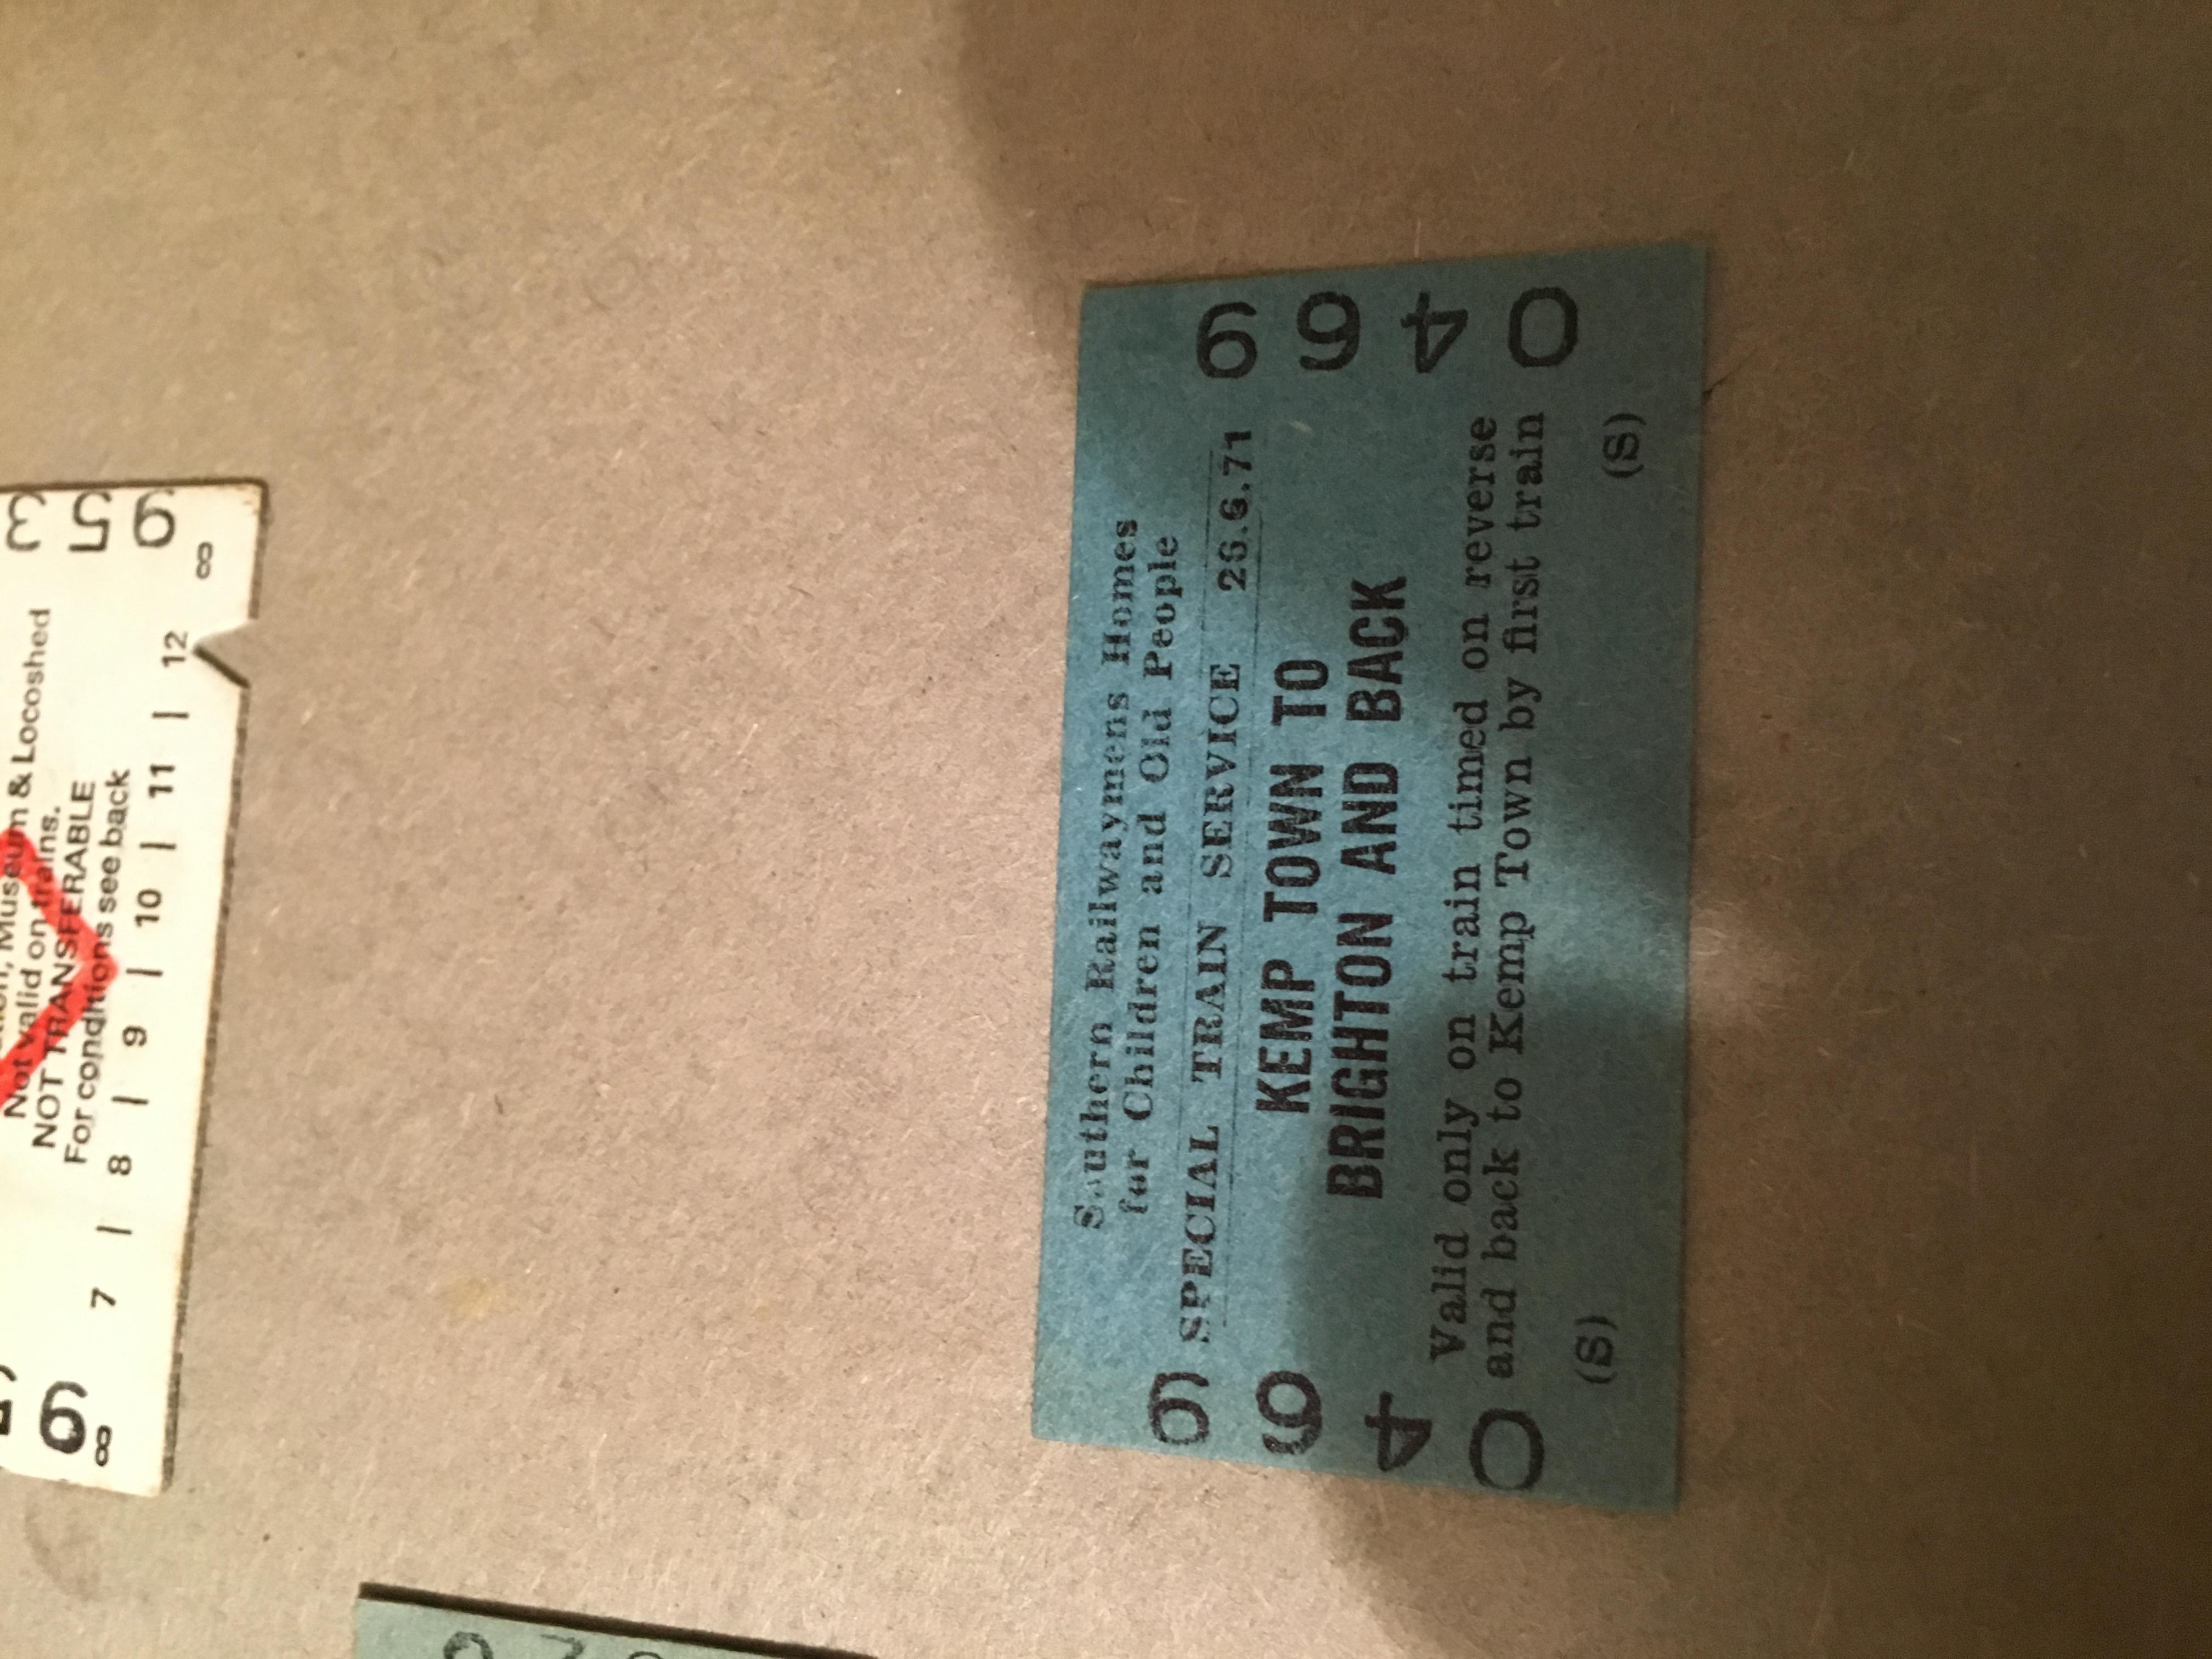 Museum & Locoshed
Not valid on trains.
NOT TRANSFERABLE
For conditions see back
7 | 8 | 9 | 10 | 11 | 12
8 8
Southern Railwaymens Homes
for Children and Old People
SPECIAL TRAIN SERVICE 26.6.71
KEMP TOWN TO
BRIGHTON AND BACK
Valid only on train timed on reverse
and back to Kemp Town by first train
(S) (S)
0469
0469